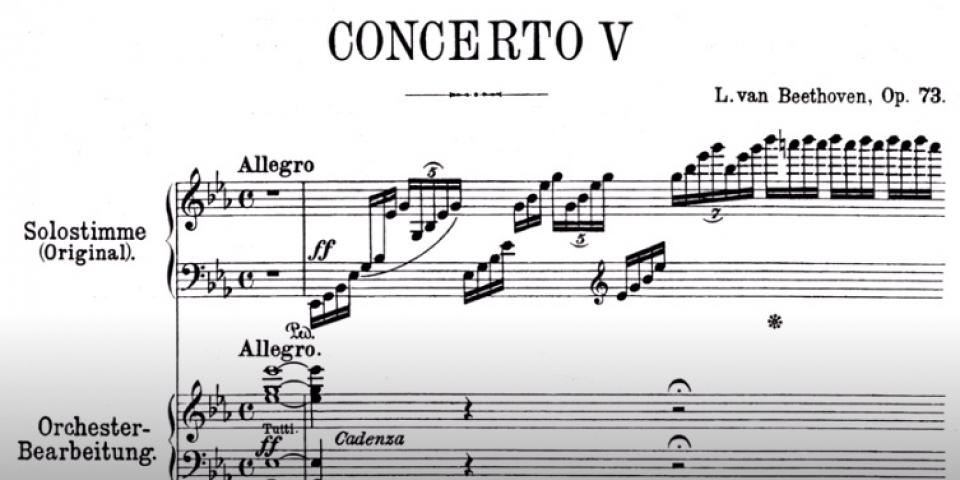 CONCERTO V
L. van Beethoven, Op. 73.
Allegro
5
Solostimme
(Original).
ff
5
7
Ped.
Allegro.
Orchester-
Bearbeitung.
Tutti.
ff
Cadenza